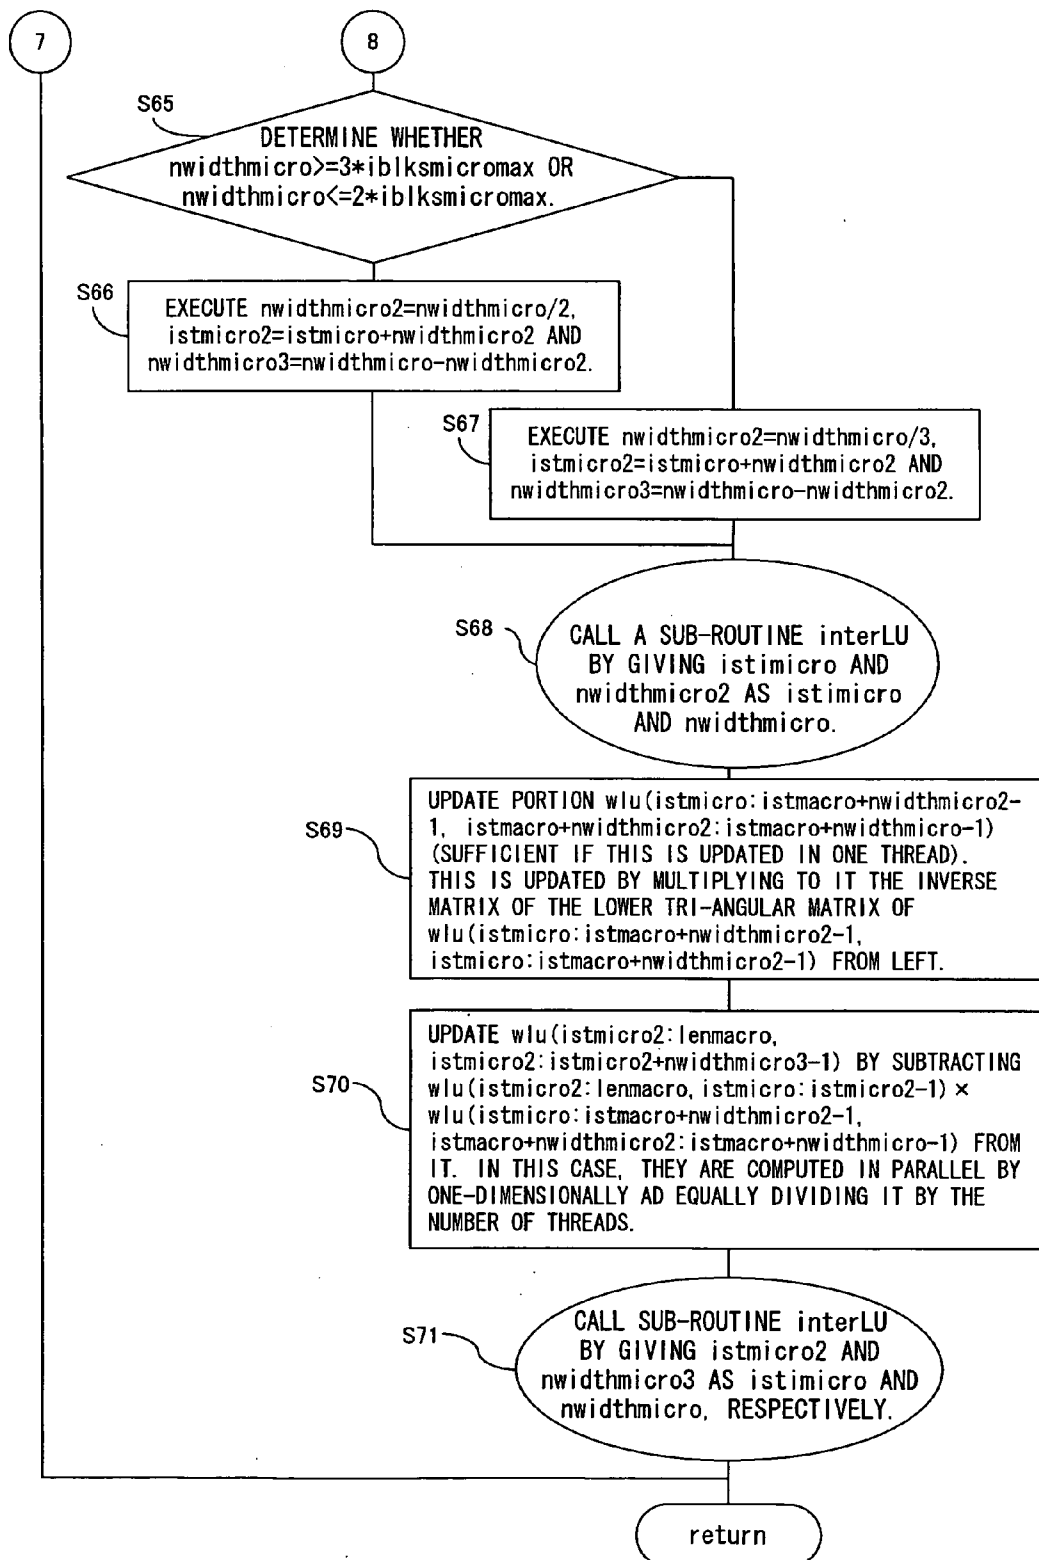 7
8
S65
DETERMINE WHETHER
nwidthmicro>=3*iblksmicromax OR
nwidthmicro<=2*iblksmicromax.
S66
EXECUTE nwidthmicro2=nwidthmicro/2,
istmicro2=istmicro+nwidthmicro2 AND
nwidthmicro3=nwidthmicro-nwidthmicro2.
S67
EXECUTE nwidthmicro2=nwidthmicro/3,
istmicro2=istmicro+nwidthmicro2 AND
nwidthmicro3=nwidthmicro-nwidthmicro2.
S68
CALL A SUB-ROUTINE interLU
BY GIVING istimicro AND
nwidthmicro2 AS istimicro
AND nwidthmicro.
S69
UPDATE PORTION wlu(istmicro:istmacro+nwidthmicro2-
1, istmacro+nwidthmicro2:istmacro+nwidthmicro-1)
(SUFFICIENT IF THIS IS UPDATED IN ONE THREAD).
THIS IS UPDATED BY MULTIPLYING TO IT THE INVERSE
MATRIX OF THE LOWER TRI-ANGULAR MATRIX OF
wlu(istmicro:istmacro+nwidthmicro2-1,
istmicro:istmacro+nwidthmicro2-1) FROM LEFT.
S70
UPDATE wlu(istmicro2:lenmacro,
istmicro2:istmicro2+nwidthmicro3-1) BY SUBTRACTING
wlu(istmicro2:lenmacro, istmicro:istmicro2-1) ×
wlu(istmicro:istmacro+nwidthmicro2-1,
istmacro+nwidthmicro2:istmacro+nwidthmicro-1) FROM
IT. IN THIS CASE, THEY ARE COMPUTED IN PARALLEL BY
ONE-DIMENSIONALLY AD EQUALLY DIVIDING IT BY THE
NUMBER OF THREADS.
S71
CALL SUB-ROUTINE interLU
BY GIVING istmicro2 AND
nwidthmicro3 AS istimicro AND
nwidthmicro, RESPECTIVELY.
return